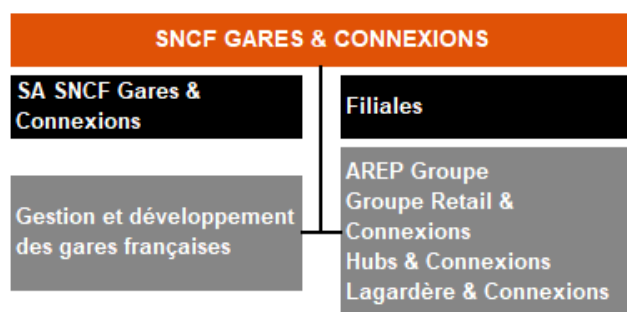 SNCF GARES & CONNEXIONS
SA SNCF Gares &
Connexions
Filiales
Gestion et développement
des gares françaises
AREP Groupe
Groupe Retail &
Connexions
Hubs & Connexions
Lagardère & Connexions